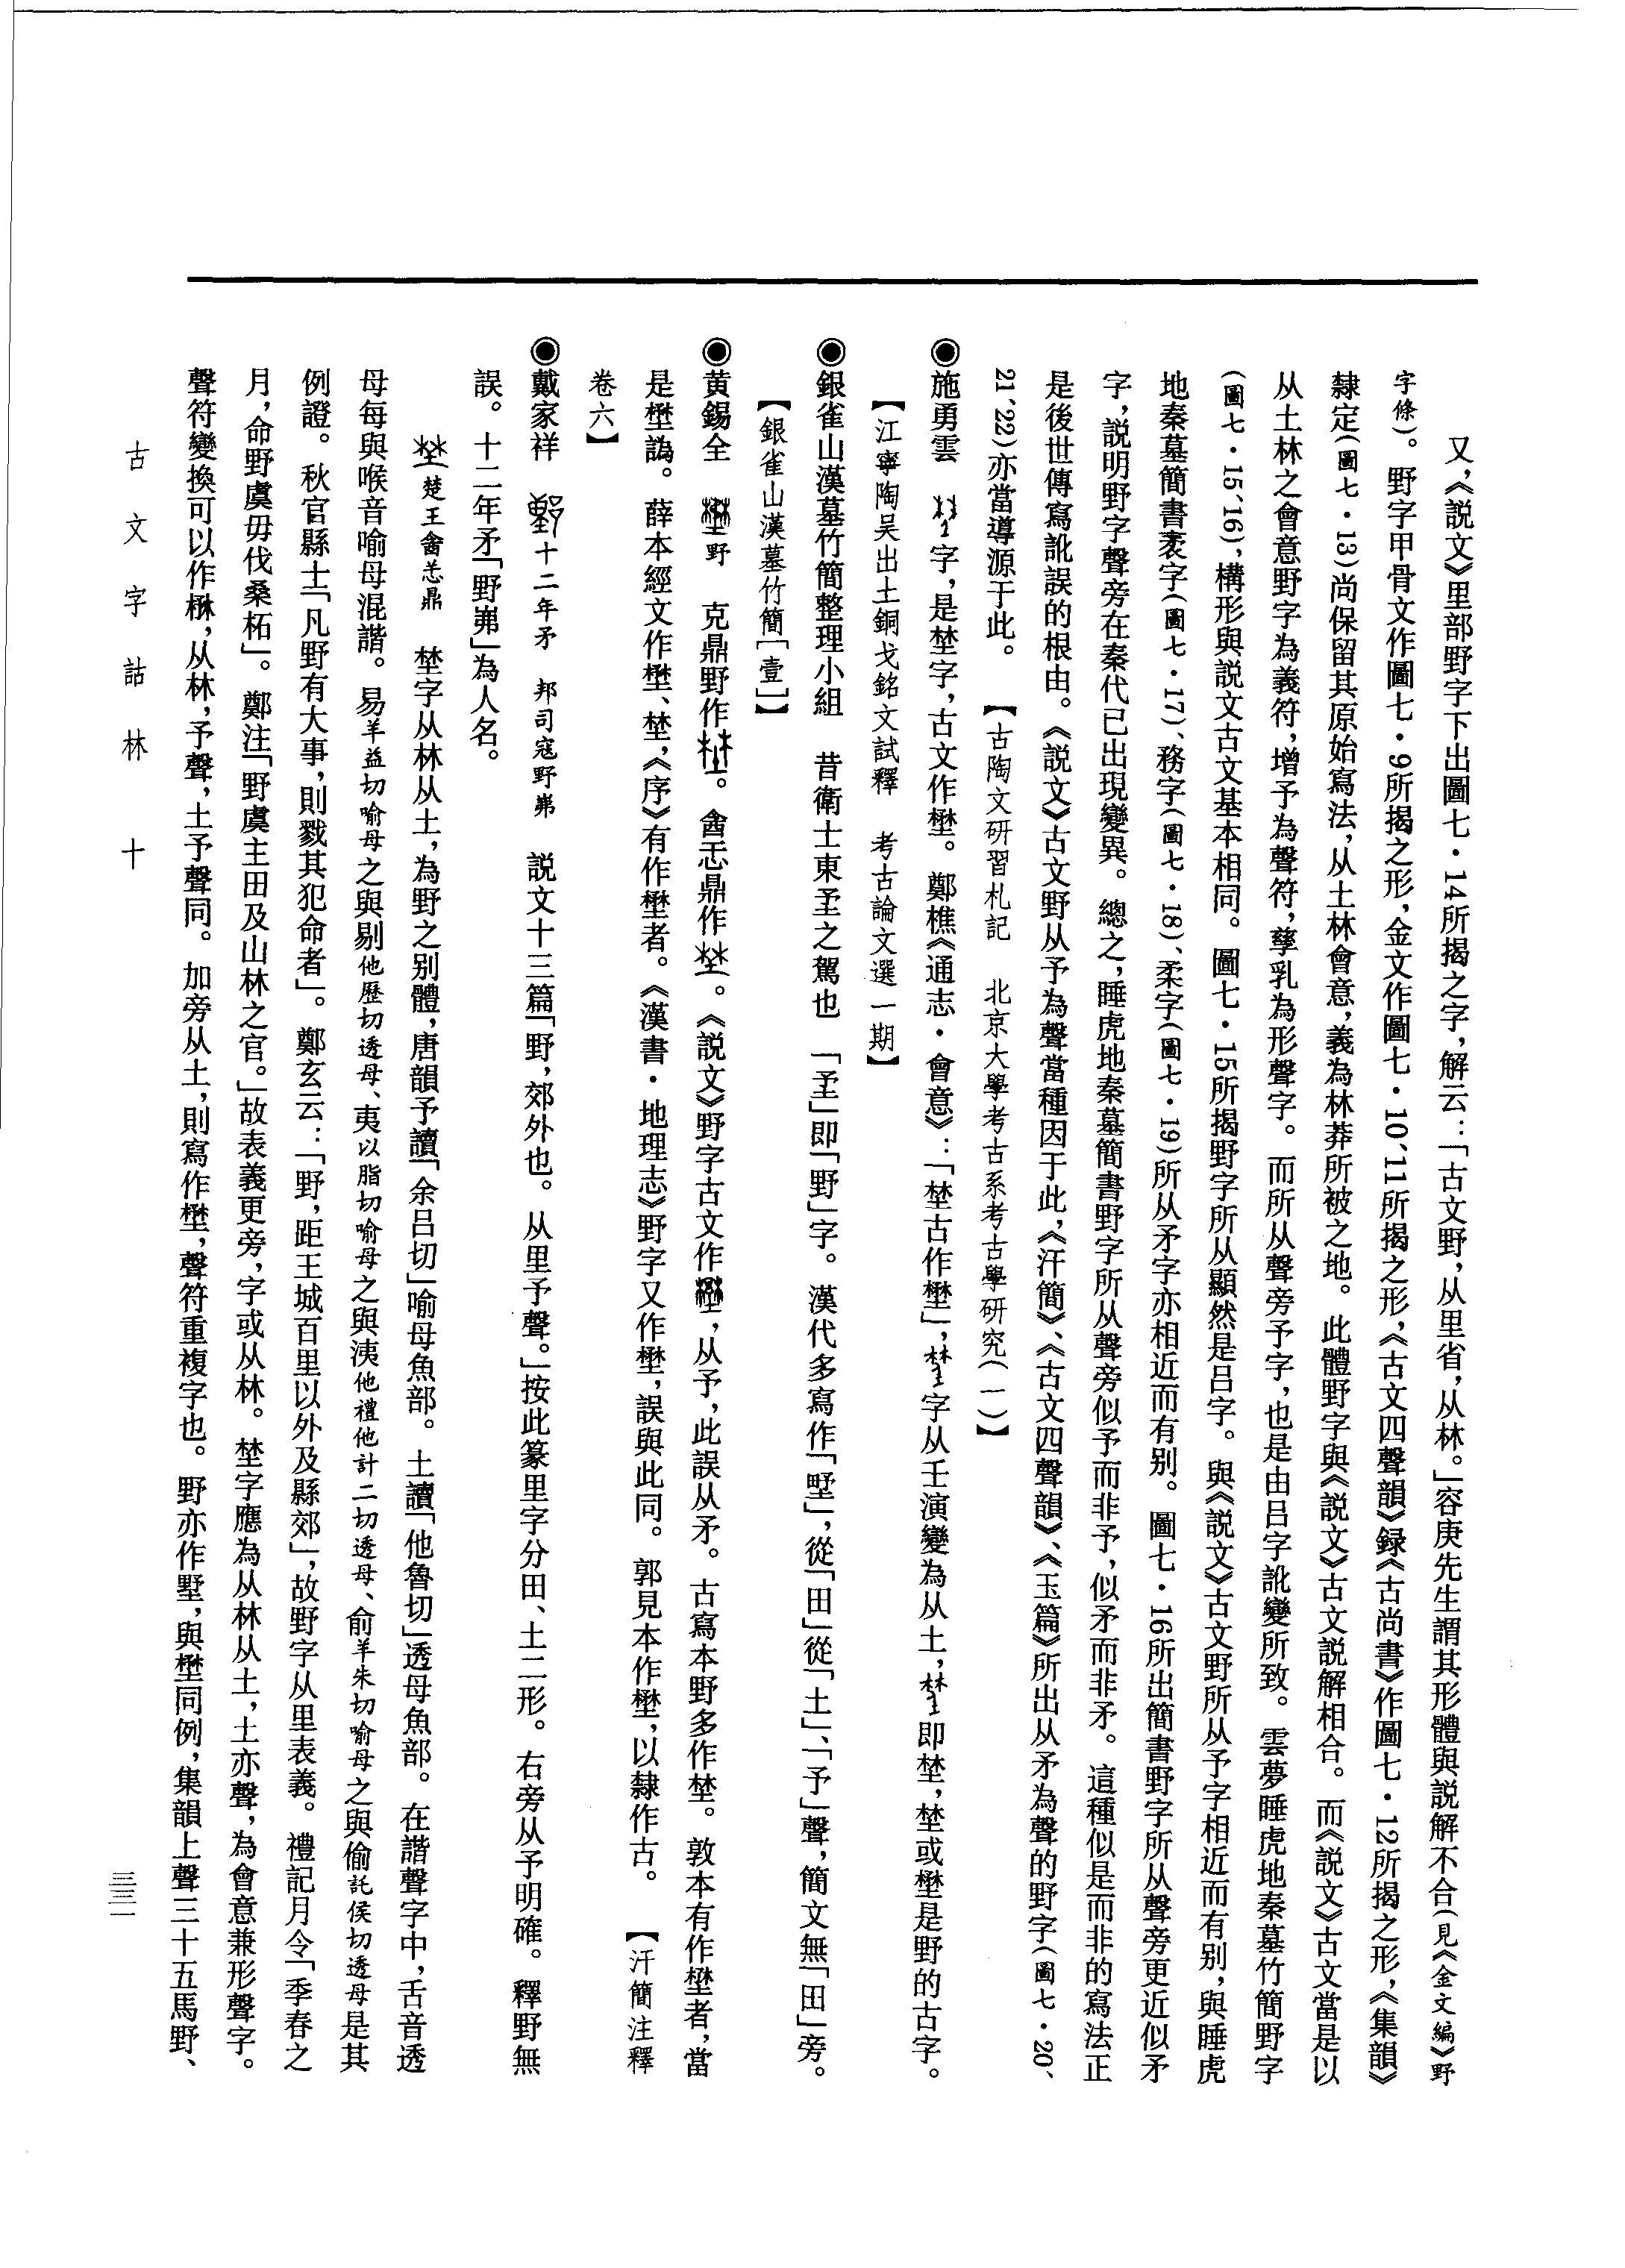 又，《説文》里部野字下出圖七·14所揭之字，解云：「古文野，从里省，从林。」容庚先生謂其形體與説解不合（見《金文編》野
字條）。野字甲骨文作圖七·9所揭之形，金文作圖七·10、11所揭之形，《古文四聲韻》録《古尚書》作圖七·12所揭之形，《集韻》
隸定（圖七·13）尚保留其原始寫法，从土林會意，義為林莽所被之地。此體野字與《説文》古文説解相合。而《説文》古文當是以
从土林之會意野字為義符，增予為聲符，孳乳為形聲字。而所从聲旁予字，也是由吕字訛變所致。雲夢睡虎地秦墓竹簡野字
（圖七·15、16），構形與説文古文基本相同。圖七·15所揭野字所从顯然是吕字。與《説文》古文野所从予字相近而有别，與睡虎
地秦墓簡書袤字（圖七·17）、務字（圖七·18）、柔字（圖七·19）所从矛字亦相近而有别。圖七·16所出簡書野字所从聲旁更近似矛
字，説明野字聲旁在秦代已出現變異。總之，睡虎地秦墓簡書野字所从聲旁似予而非予，似矛而非矛。這種似是而非的寫法正
是後世傳寫訛誤的根由。《説文》古文野从予為聲當種因于此，《汗簡》、《古文四聲韻》、《玉篇》所出从矛為聲的野字（圖七·20、
21、22）亦當導源于此。　【古陶文研習札記　北京大學考古系考古學研究（一）】
◉施勇雲　字，是埜字，古文作壄。鄭樵《通志·會意》：「埜古作壄」，字从壬演變為从土，即埜，埜或壄是野的古字。
【江寧陶吴出土銅戈銘文試釋　考古論文選一期】
◉銀雀山漢墓竹簡整理小組　昔衛士東𡉚之駕也　「𡉚」即「野」字。漢代多寫作「𡐨」，從「田」從「土」、「予」聲，簡文無「田」旁。
【銀雀山漢墓竹簡［壹］】
◉黄錫全　野　克鼎野作。酓忎鼎作。《説文》野字古文作，从予，此誤从矛。古寫本野多作埜。敦本有作壄者，當
是壄譌。薛本經文作壄、埜，《序》有作壄者。《漢書·地理志》野字又作壄，誤與此同。郭見本作壄，以隸作古。　【汗簡注釋
卷六】
◉戴家祥　十二年矛　邦司寇野𢍰　説文十三篇「野，郊外也。从里予聲。」按此篆里字分田、土二形。右旁从予明確。釋野無
誤。十二年矛「野𢍰」為人名。
楚王酓忎鼎　埜字从林从土，為野之别體，唐韻予讀「余吕切」喻母魚部。土讀「他魯切」透母魚部。在諧聲字中，舌音透
母每與喉音喻母混諧。易羊益切喻母之與剔他歷切透母、夷以脂切喻母之與洟他禮他計二切透母、俞羊朱切喻母之與偷託侯切透母是其
例證。秋官縣士「凡野有大事，則戮其犯命者」。鄭玄云：「野，距王城百里以外及縣郊」，故野字从里表義。禮記月令「季春之
月，命野虞毋伐桑柘」。鄭注「野虞主田及山林之官。」故表義更旁，字或从林。埜字應為从林从土，土亦聲，為會意兼形聲字。
聲符變換可以作㮊，从林，予聲，土予聲同。加旁从土，則寫作壄，聲符重複字也。野亦作墅，與壄同例，集韻上聲三十五馬野、
古文字詁林　十
三三一